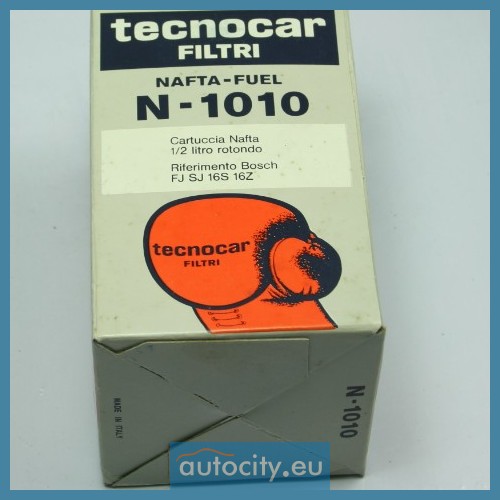 tecnocar
FILTRI
NAFTA-FUEL
N-1010
Cartuccia Nafta
1/2 litro rotondo
Riferimento Bosch
FJ SJ 16S 16Z
tecnocar
FILTRI
MADE IN ITALY
N-1010
autocity.eu